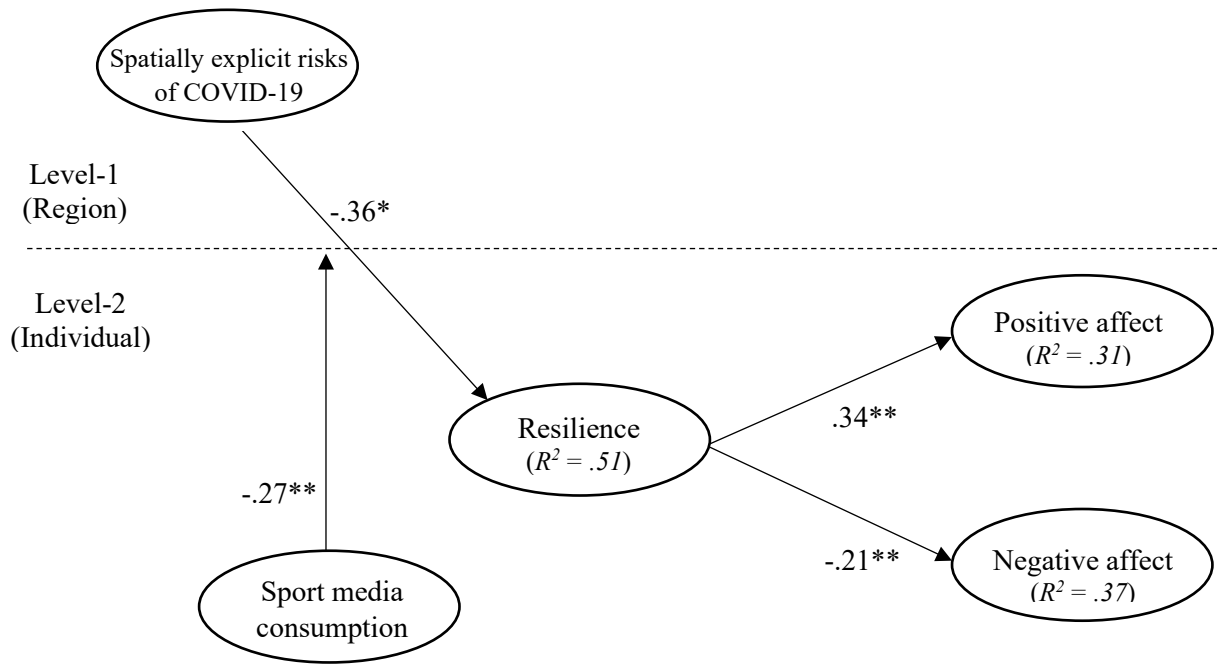 Spatially explicit risks
of COVID-19
Level-1
(Region)
-.36*
Level-2
(Individual)
Positive affect
(R² = .31)
Resilience
(R² = .51)
.34**
-.27**
-.21**
Negative affect
(R² = .37)
Sport media
consumption